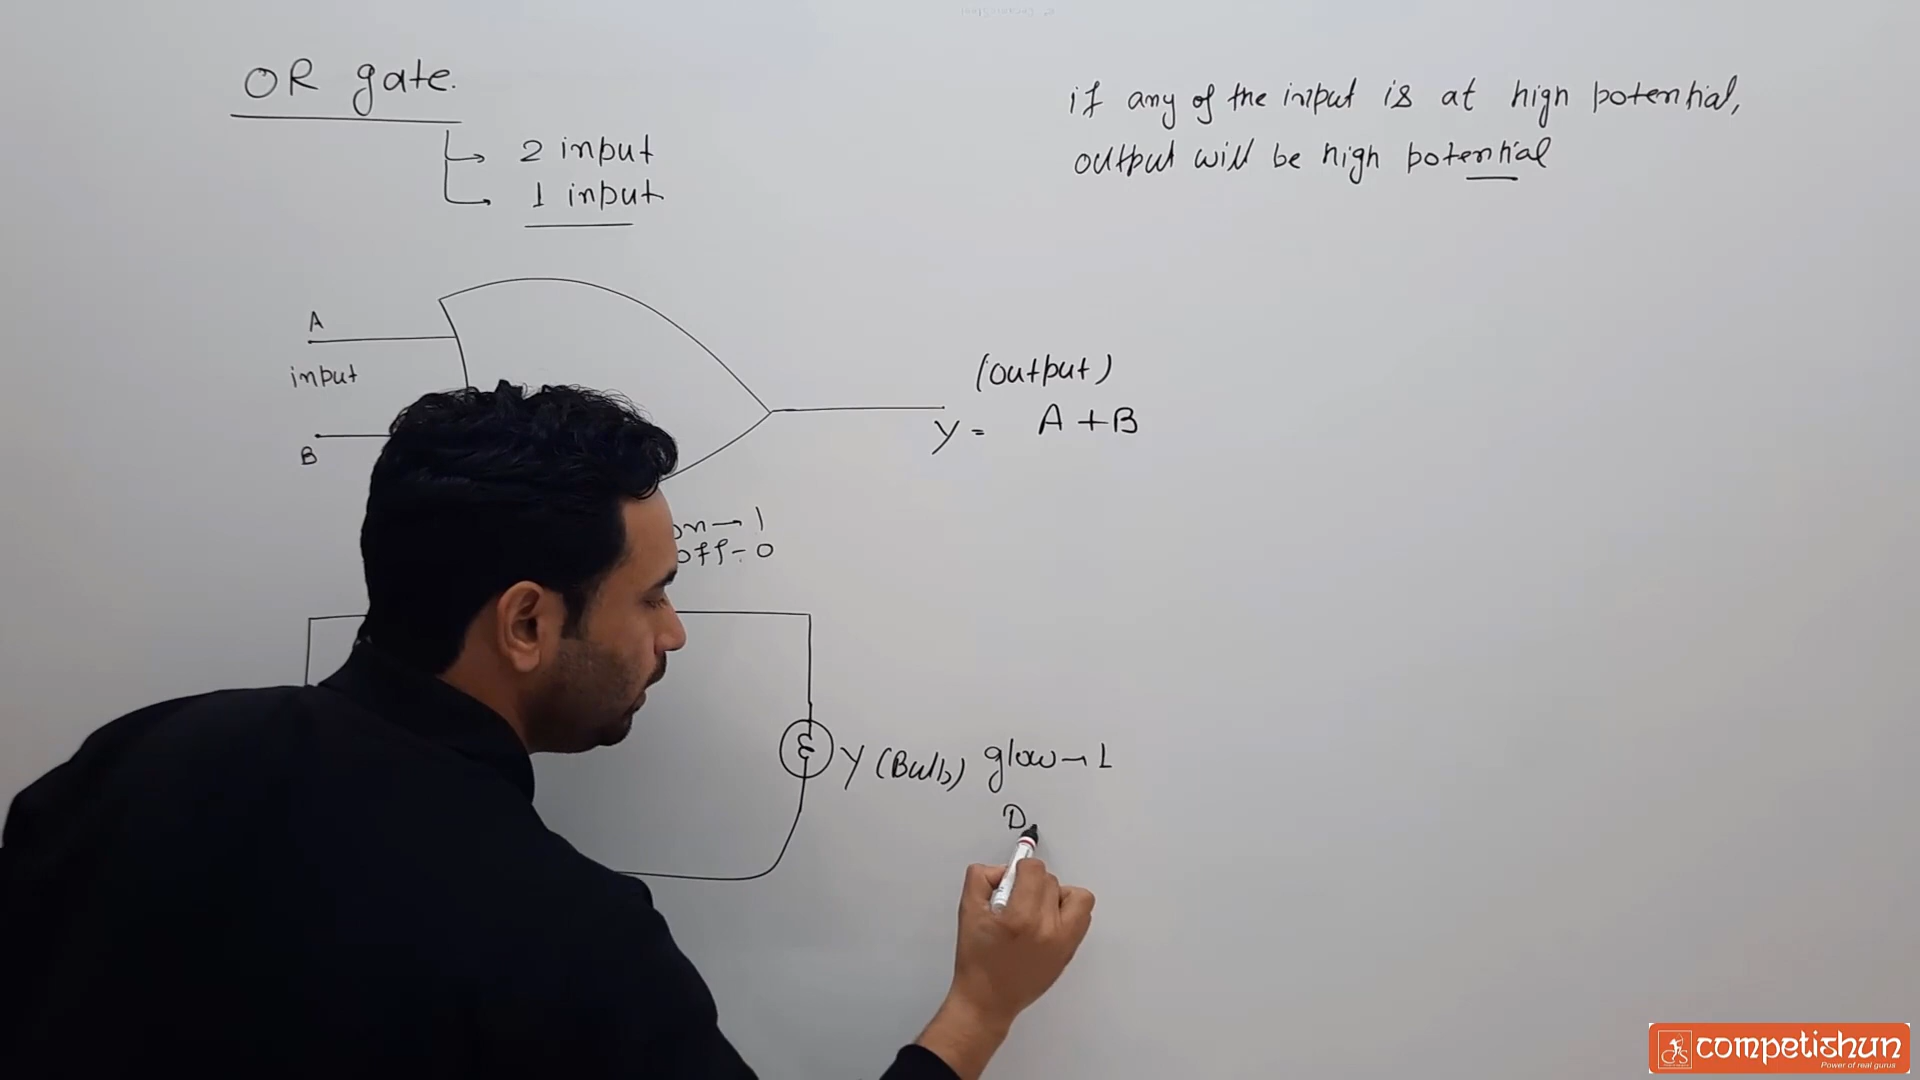 OR gate.
2 input
1 input
if any of the input is at high potential,
output will be high potential
A
input
B
(output)
Y = A + B
on → 1
off - 0
Y (Bulb) glow → 1
D
competishun
Power of real gurus